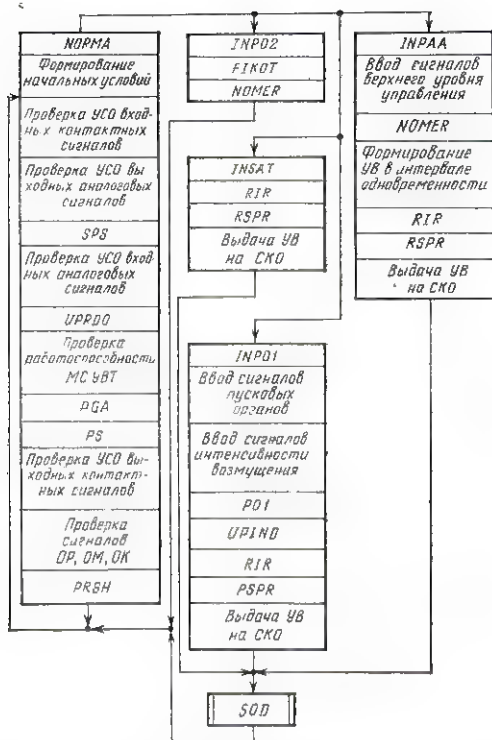 NORMA
Формирование
начальных условий
Проверка УСО вход-
ных контактных
сигналов
Проверка УСО вы
ходных аналоговых
сигналов
SPS
Проверка УСО вход-
ных аналоговых
сигналов
UPRDO
Проверка
работоспособности
МС УВТ
PGA
PS
Проверка УСО вы-
ходных контакт-
ных сигналов
Проверка
сигналов
ОР, ОМ, ОК
PRSH
INPO2
FIKOT
NOMER
INSAT
RIR
RSPR
Выдача УВ
на СКО
INPO1
Ввод сигналов
пусковых
органов
Ввод сигналов
интенсивности
возмущения
PO1
UPIND
RIR
PSPR
Выдача УВ
на СКО
INPAA
Ввод сигналов
верхнего уровня
управления
NOMER
Формирование
УВ в интервале
одновременности
RIR
RSPR
Выдача УВ
на СКО
SOD